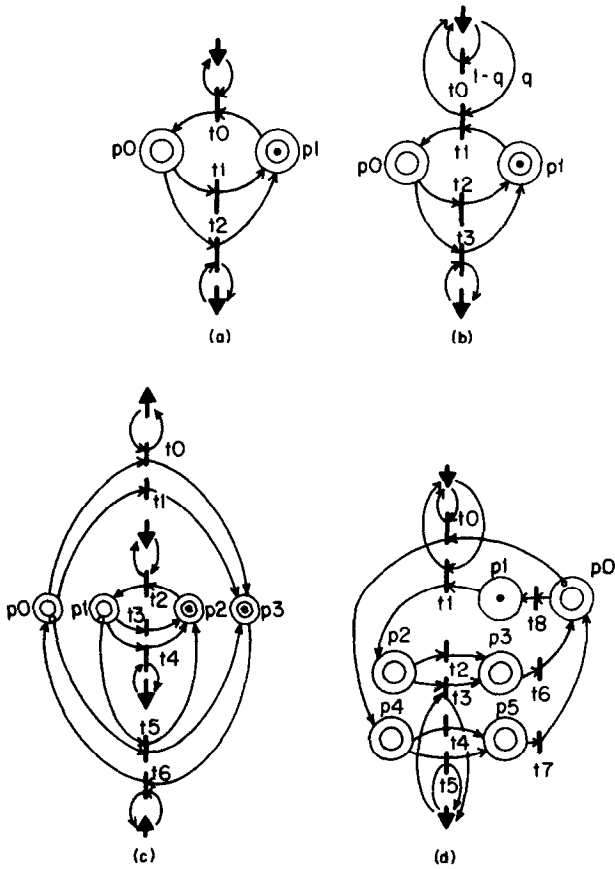 t0
p0 p1
t1
t2
(a)
1-q q
t0
t1
p0 p1
t2
t3
(b)
t0
t1
t2
p0 p1 p2 p3
t3
t4
t5
t6
(c)
t0
p0
p1
t1
t8
p2 p3
t2
t3 t6
p4 p5
t4
t5 t7
(d)